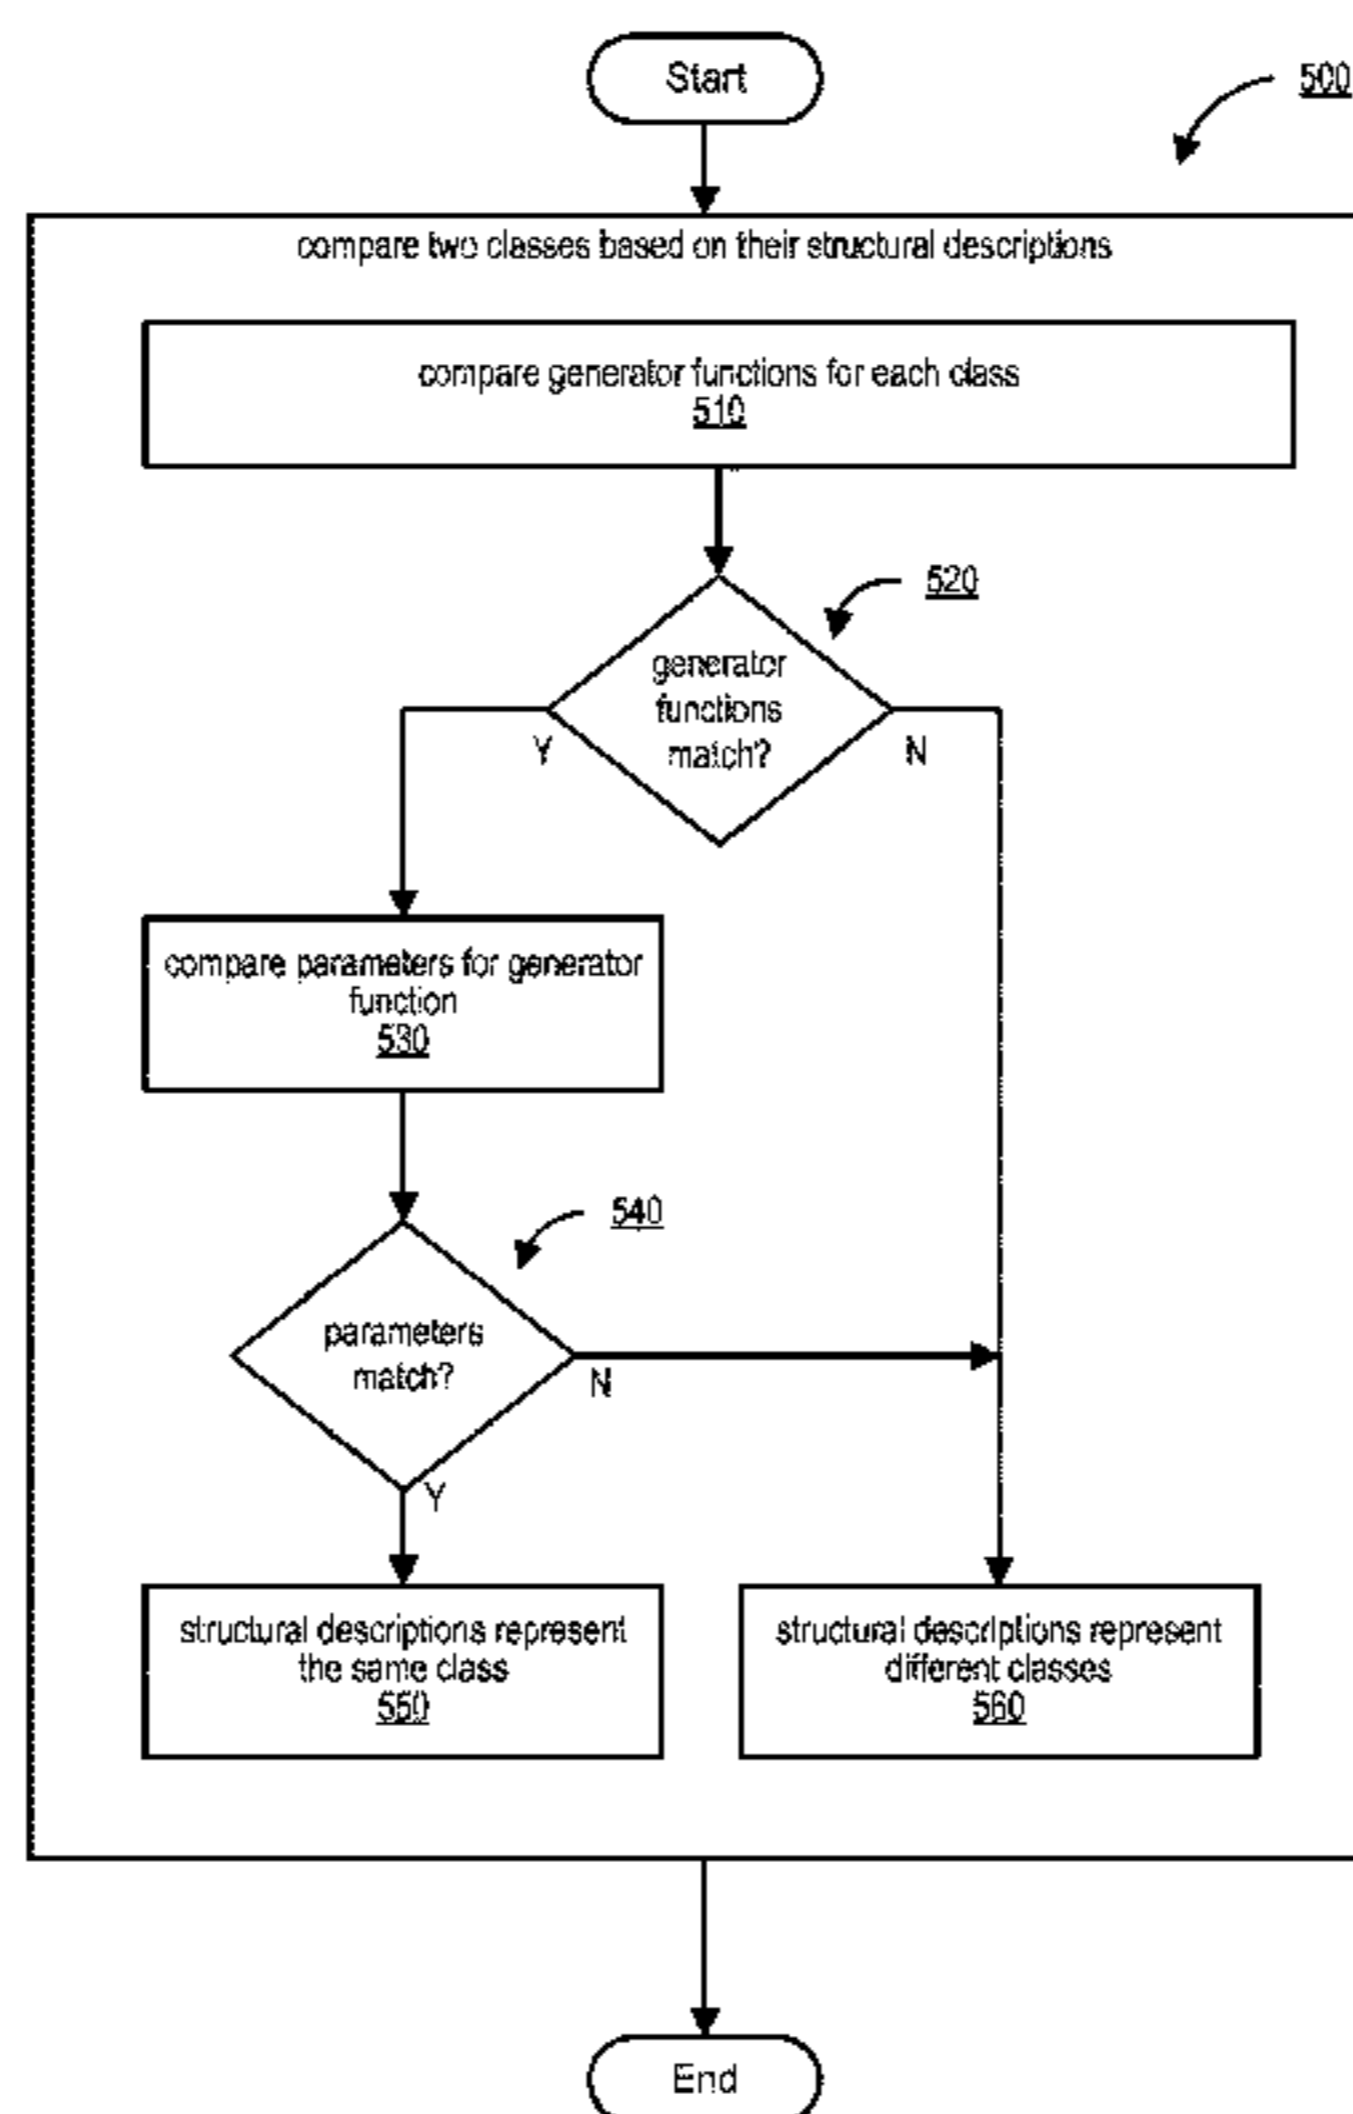 Start
500
compare two classes based on their structural descriptions
compare generator functions for each class
510
520
generator
functions
match?
Y
N
compare parameters for generator
function
530
540
parameters
match?
N
Y
structural descriptions represent
the same class
550
structural descriptions represent
different classes
560
End